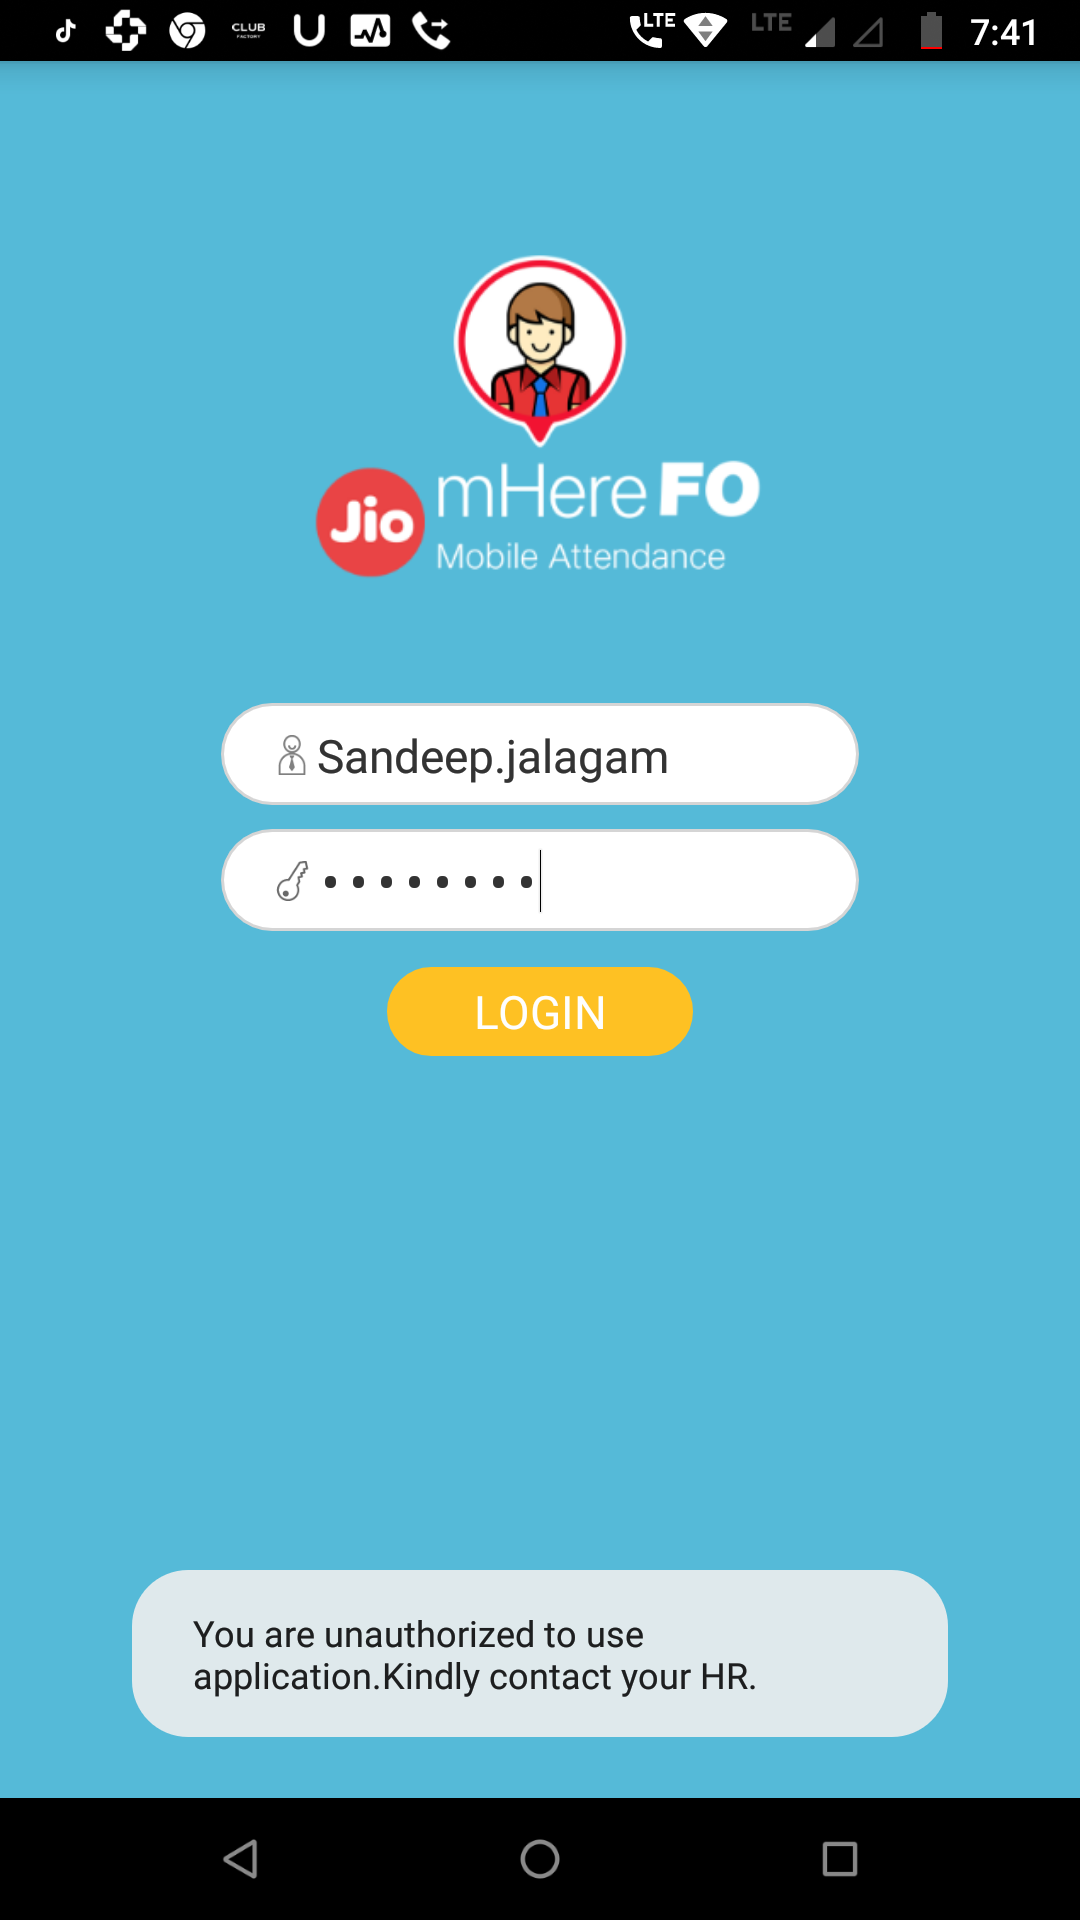 CLUB
FACTORY
LTE
LTE
7:41
mHere FO
Jio
Mobile Attendance
Sandeep.jalagam
LOGIN
You are unauthorized to use
application.Kindly contact your HR.